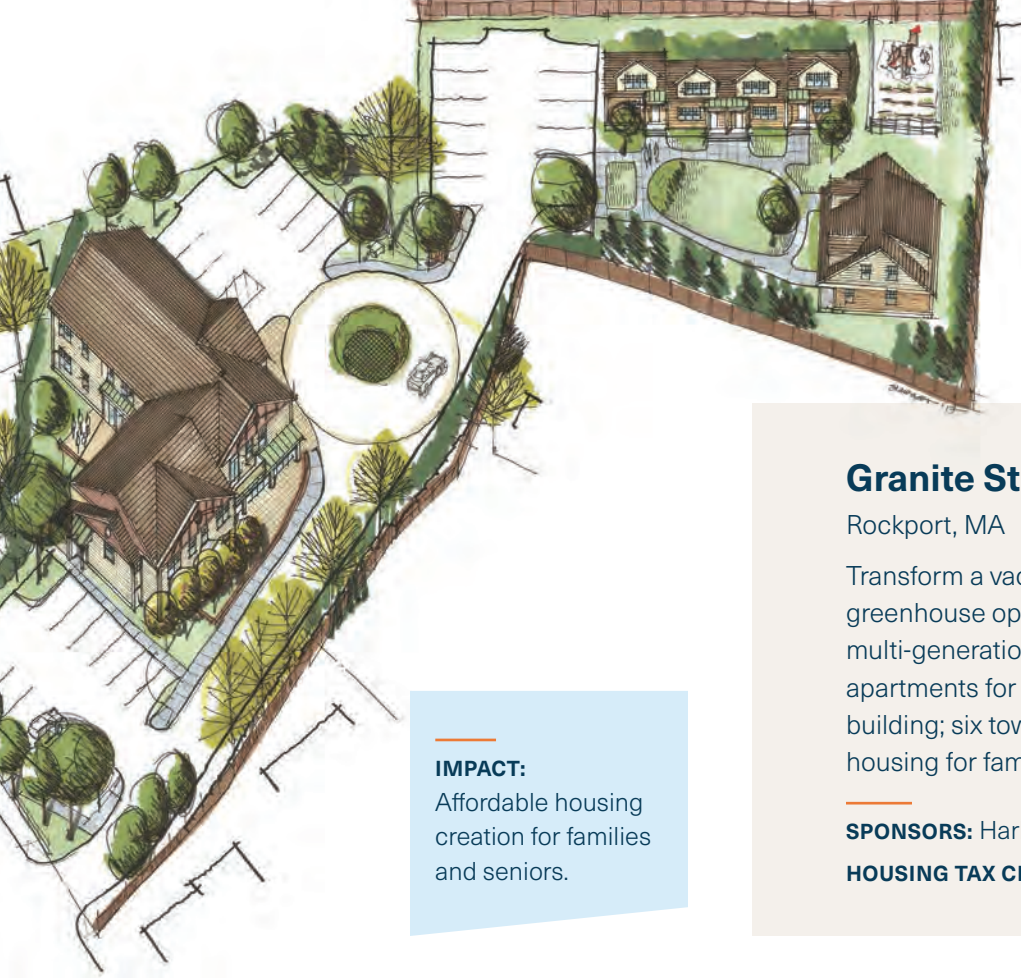 IMPACT:
Affordable housing
creation for families
and seniors.
Granite St
Rockport, MA
Transform a vac
greenhouse op
multi-generatio
apartments for
building; six tow
housing for fam
SPONSORS: Har
HOUSING TAX C